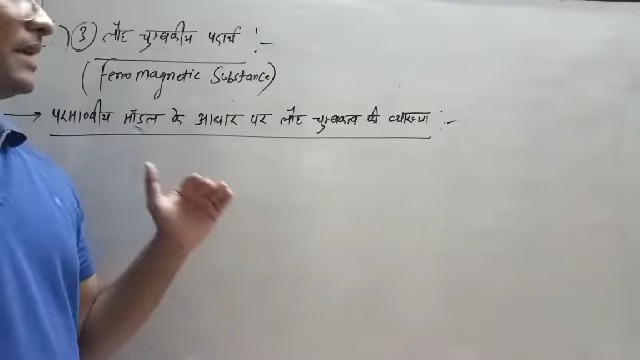 ③ लौह चुम्बकीय पदार्थ :-
(Ferromagnetic Substance)
→ परमाण्वीय मॉडल के आधार पर लौह चुम्बकत्व की व्याख्या :-